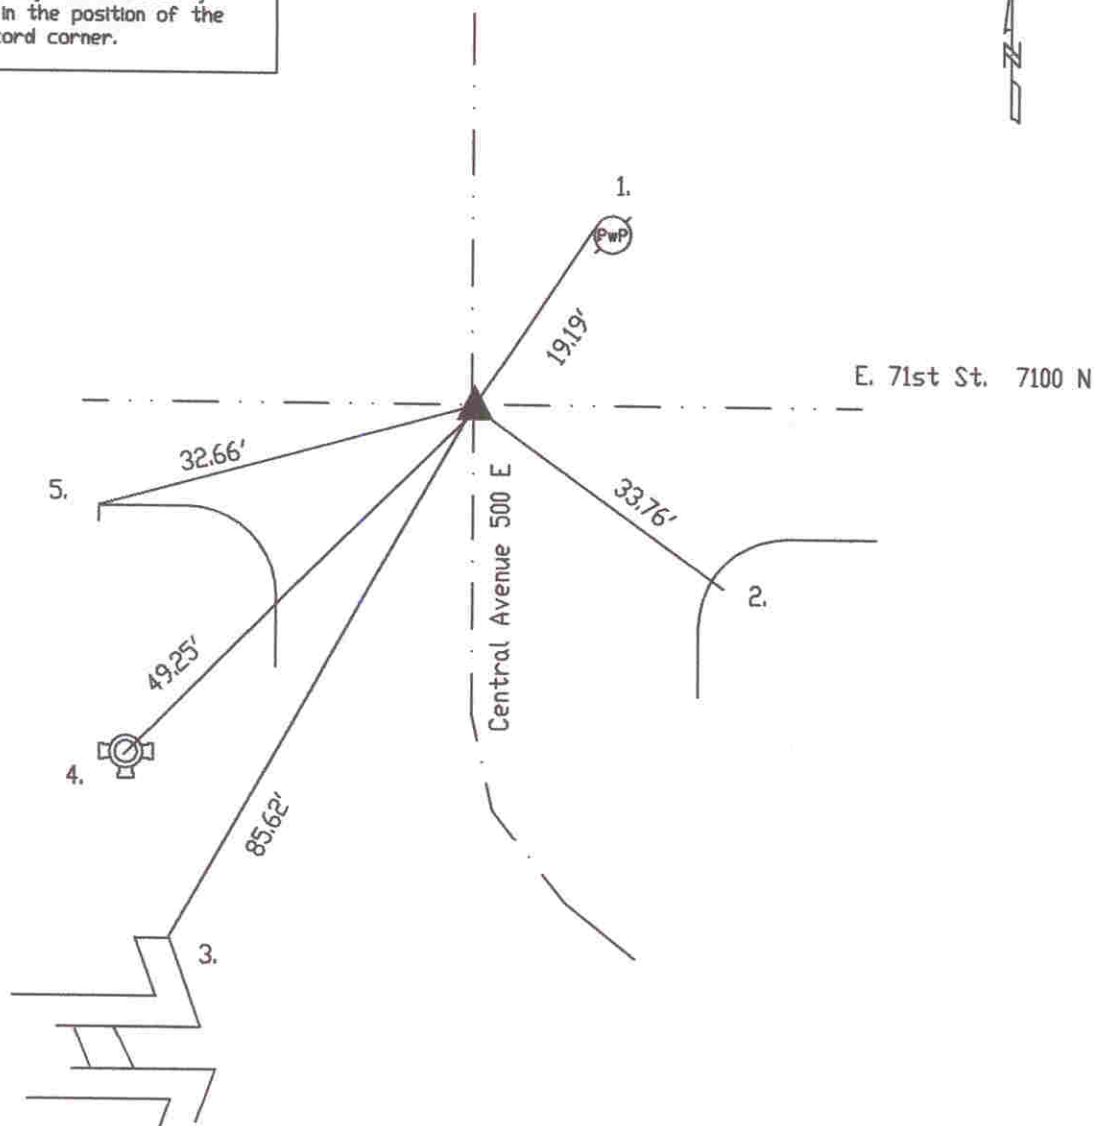 in the position of the
corner.
1.
PwP
19.19'
E. 71st St. 7100 N
32.66'
5.
33.76'
Central Avenue 500 E
2.
49.25'
4.
85.62'
3.
N